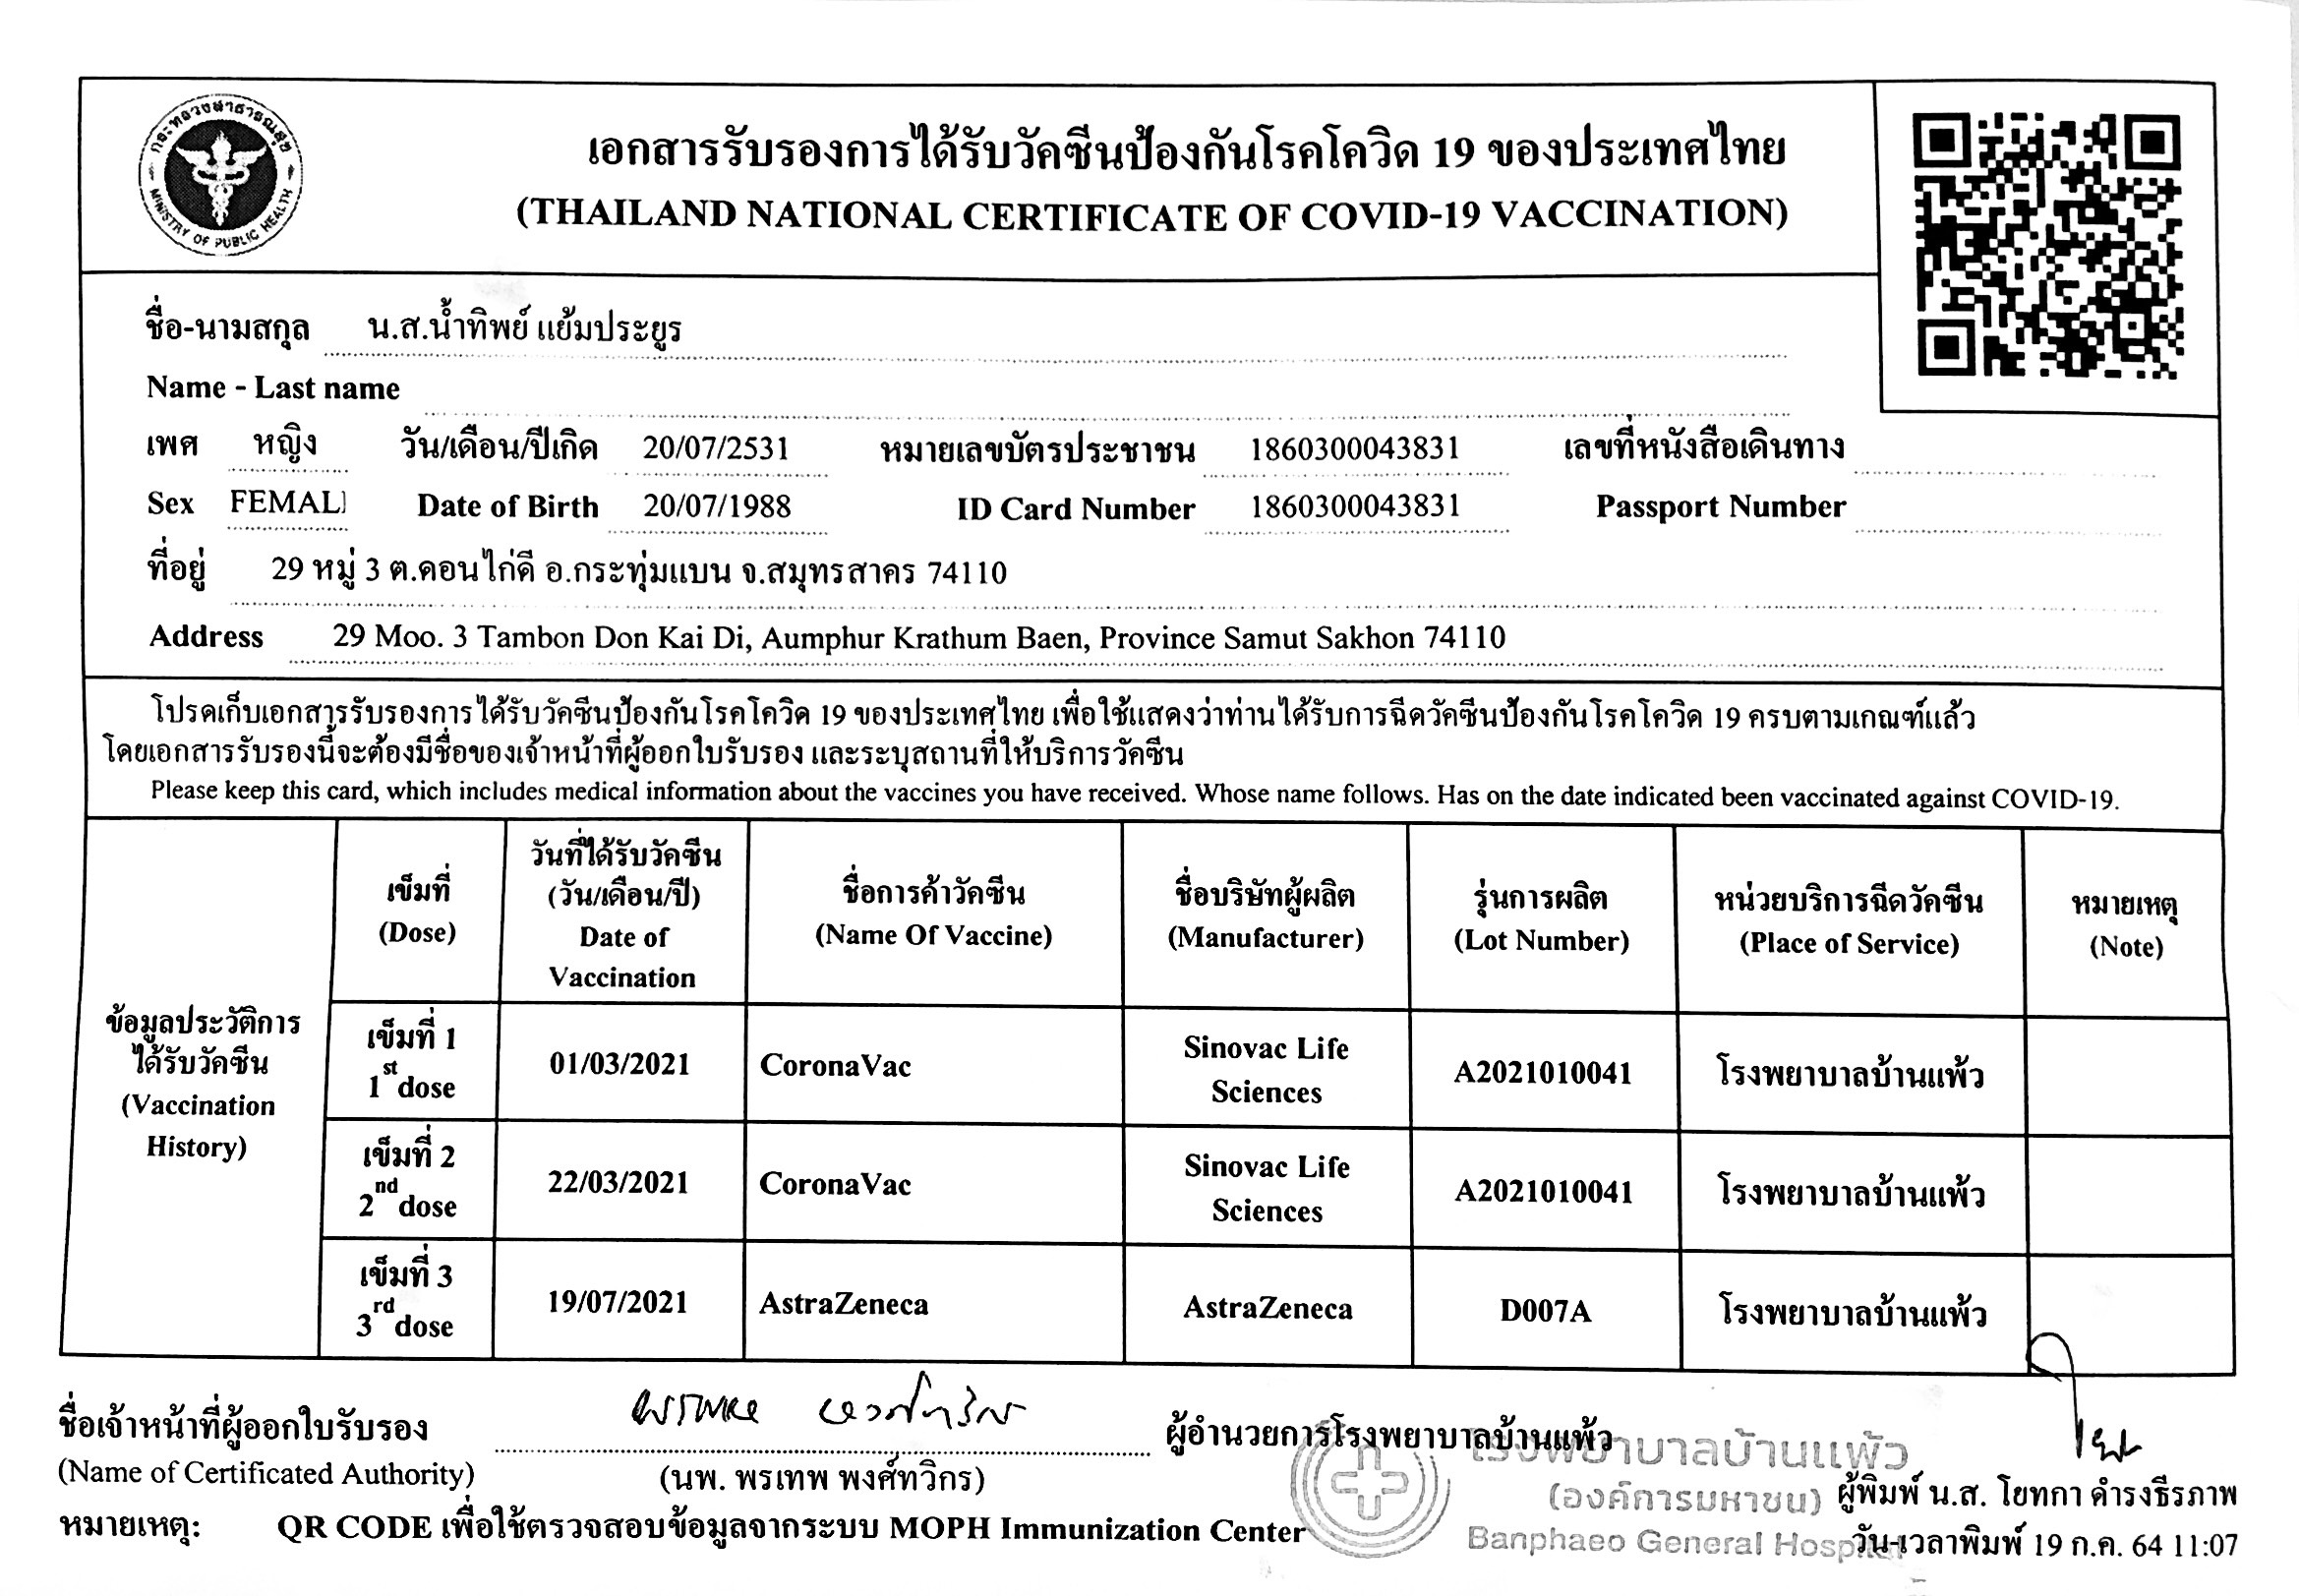 กระทรวงสาธารณสุข
MINISTRY OF PUBLIC HEALTH
เอกสารรับรองการได้รับวัคซีนป้องกันโรคโควิด 19 ของประเทศไทย
(THAILAND NATIONAL CERTIFICATE OF COVID-19 VACCINATION)
ชื่อ-นามสกุล น.ส.น้ำทิพย์ แย้มประยูร
Name - Last name
เพศ หญิง วัน/เดือน/ปีเกิด 20/07/2531 หมายเลขบัตรประชาชน 1860300043831 เลขที่หนังสือเดินทาง
Sex FEMAL Date of Birth 20/07/1988 ID Card Number 1860300043831 Passport Number
ที่อยู่ 29 หมู่ 3 ต.ดอนไก่ดี อ.กระทุ่มแบน จ.สมุทรสาคร 74110
Address 29 Moo. 3 Tambon Don Kai Di, Aumphur Krathum Baen, Province Samut Sakhon 74110
โปรดเก็บเอกสารรับรองการได้รับวัคซีนป้องกันโรคโควิด 19 ของประเทศไทย เพื่อใช้แสดงว่าท่านได้รับการฉีดวัคซีนป้องกันโรคโควิด 19 ครบตามเกณฑ์แล้ว
โดยเอกสารรับรองนี้จะต้องมีชื่อของเจ้าหน้าที่ผู้ออกใบรับรอง และระบุสถานที่ให้บริการวัคซีน
Please keep this card, which includes medical information about the vaccines you have received. Whose name follows. Has on the date indicated been vaccinated against COVID-19.
ข้อมูลประวัติการ
ได้รับวัคซีน
(Vaccination
History)
เข็มที่
(Dose)
วันที่ได้รับวัคซีน
(วัน/เดือน/ปี)
Date of
Vaccination
ชื่อการค้าวัคซีน
(Name Of Vaccine)
ชื่อบริษัทผู้ผลิต
(Manufacturer)
รุ่นการผลิต
(Lot Number)
หน่วยบริการฉีดวัคซีน
(Place of Service)
หมายเหตุ
(Note)
เข็มที่ 1
1st dose
01/03/2021
CoronaVac
Sinovac Life
Sciences
A2021010041
โรงพยาบาลบ้านแพ้ว
เข็มที่ 2
2nd dose
22/03/2021
CoronaVac
Sinovac Life
Sciences
A2021010041
โรงพยาบาลบ้านแพ้ว
เข็มที่ 3
3rd dose
19/07/2021
AstraZeneca
AstraZeneca
D007A
โรงพยาบาลบ้านแพ้ว
ชื่อเจ้าหน้าที่ผู้ออกใบรับรอง ผู้อำนวยการโรงพยาบาลบ้านแพ้ว
(Name of Certificated Authority) (นพ. พรเทพ พงศ์ทวิกร)
โรงพยาบาลบ้านแพ้ว
(องค์การมหาชน)
Banphaeo General Hospital
ผู้พิมพ์ น.ส. โยทกา ดำรงธีรภาพ
หมายเหตุ: QR CODE เพื่อใช้ตรวจสอบข้อมูลจากระบบ MOPH Immunization Center
วัน-เวลาพิมพ์ 19 ก.ค. 64 11:07